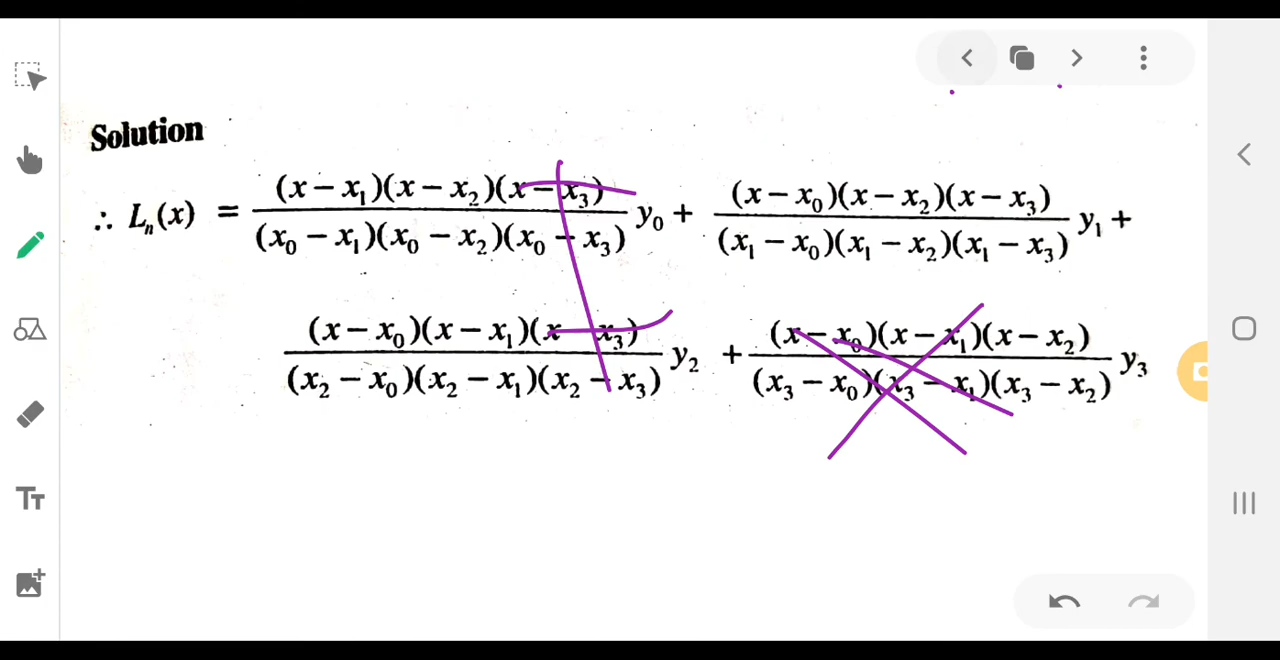 Solution
∴ Lₙ(x) = (x − x₁)(x − x₂)(x − x₃) / (x₀ − x₁)(x₀ − x₂)(x₀ − x₃) y₀ + (x − x₀)(x − x₂)(x − x₃) / (x₁ − x₀)(x₁ − x₂)(x₁ − x₃) y₁ +
(x − x₀)(x − x₁)(x − x₃) / (x₂ − x₀)(x₂ − x₁)(x₂ − x₃) y₂ + (x − x₀)(x − x₁)(x − x₂) / (x₃ − x₀)(x₃ − x₁)(x₃ − x₂) y₃
TT